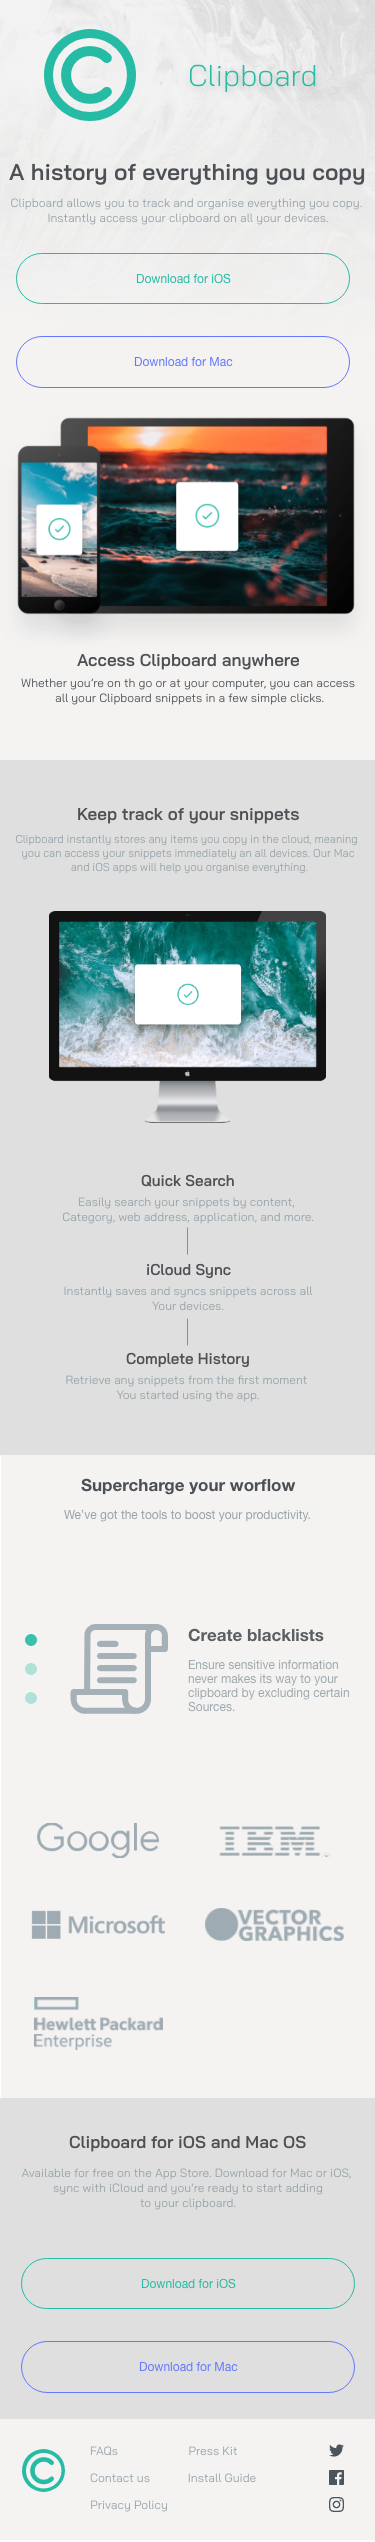 Clipboard
A history of everything you copy
Clipboard allows you to track and organise everything you copy.
Instantly access your clipboard on all your devices.
Download for iOS
Download for Mac
Access Clipboard anywhere
Whether you're on th go or at your computer, you can access
all your Clipboard snippets in a few simple clicks.
Keep track of your snippets
Clipboard instantly stores any items you copy in the cloud, meaning
you can access your snippets immediately an all devices. Our Mac
and iOS apps will help you organise everything.
Quick Search
Easily search your snippets by content,
Category, web address, application, and more.
iCloud Sync
Instantly saves and syncs snippets across all
Your devices.
Complete History
Retrieve any snippets from the first moment
You started using the app.
Supercharge your worflow
We've got the tools to boost your productivity.
Create blacklists
Ensure sensitive information
never makes its way to your
clipboard by excluding certain
Sources.
Google
IBM
Microsoft
VECTOR
GRAPHICS
Hewlett Packard
Enterprise
Clipboard for iOS and Mac OS
Available for free on the App Store. Download for Mac or iOS,
sync with iCloud and you're ready to start adding
to your clipboard.
Download for iOS
Download for Mac
FAQs
Press Kit
Contact us
Install Guide
Privacy Policy